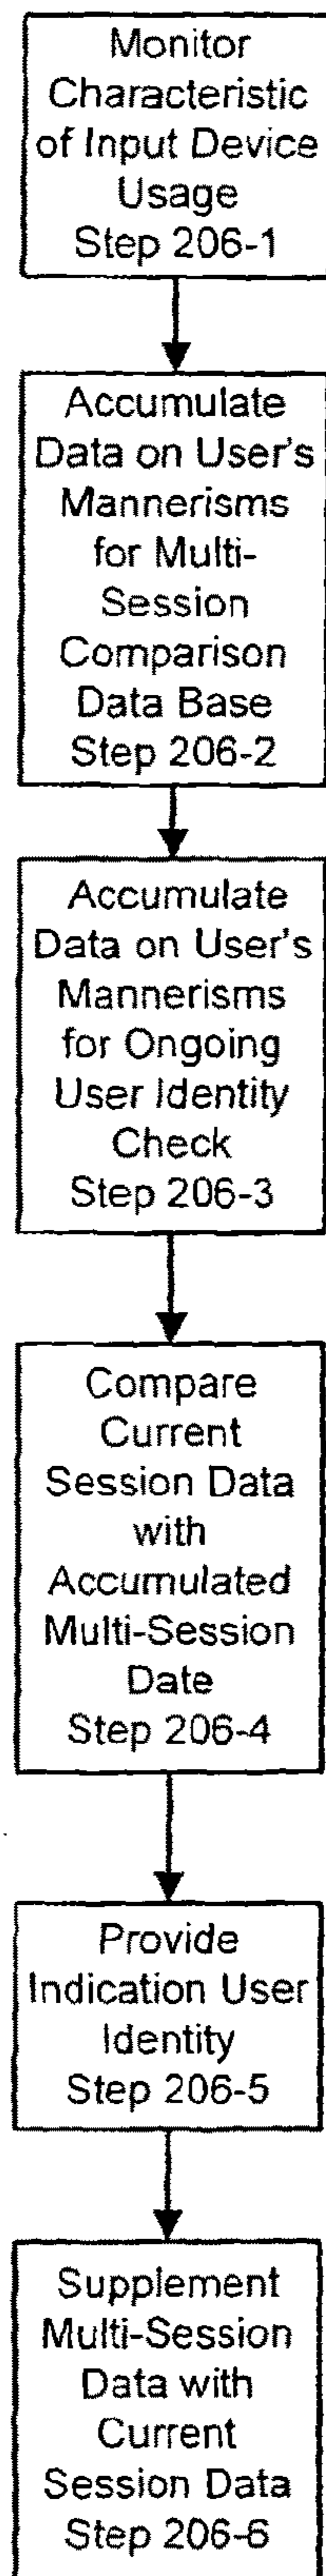 Monitor
Characteristic
of Input Device
Usage
Step 206-1
Accumulate
Data on User's
Mannerisms
for Multi-
Session
Comparison
Data Base
Step 206-2
Accumulate
Data on User's
Mannerisms
for Ongoing
User Identity
Check
Step 206-3
Compare
Current
Session Data
with
Accumulated
Multi-Session
Date
Step 206-4
Provide
Indication User
Identity
Step 206-5
Supplement
Multi-Session
Data with
Current
Session Data
Step 206-6